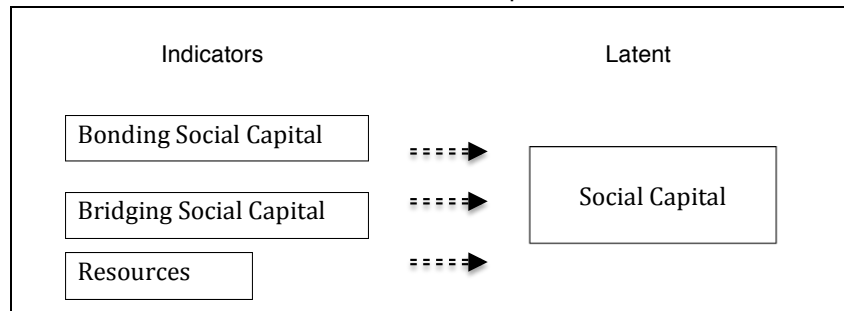 Indicators Latent
Bonding Social Capital
Bridging Social Capital
Social Capital
Resources